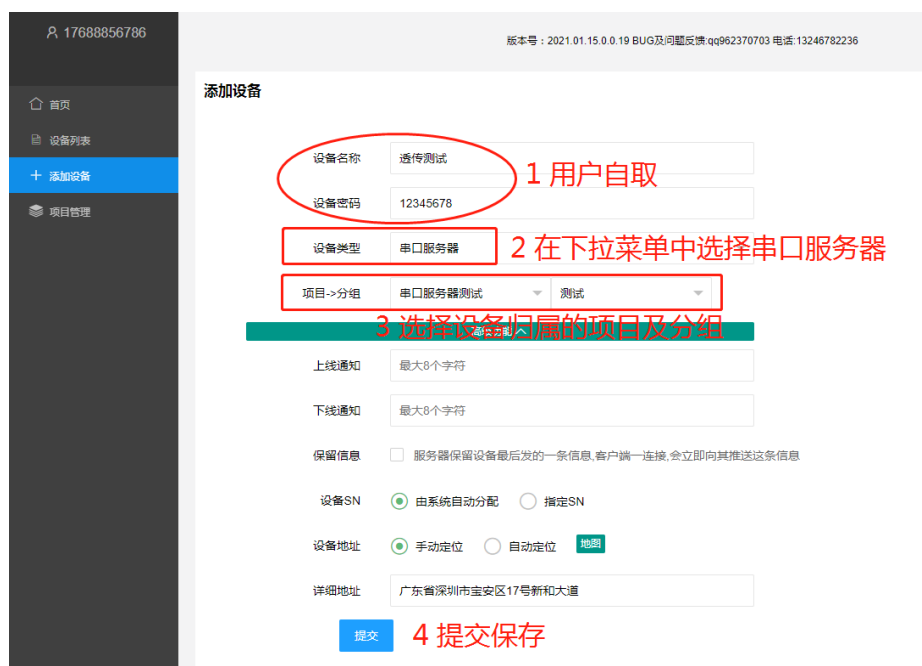 17688856786
版本号：2021.01.15.0.0.19 BUG及问题反馈:qq962370703 电话:13246782236
首页
设备列表
添加设备
项目管理
添加设备
设备名称 透传测试
1 用户自取
设备密码 12345678
设备类型 串口服务器
2 在下拉菜单中选择串口服务器
项目->分组 串口服务器测试 测试
3 选择设备归属的项目及分组
上线通知 最大8个字符
下线通知 最大8个字符
保留信息 服务器保留设备最后发的一条信息,客户端一连接,会立即向其推送这条信息
设备SN 由系统自动分配 指定SN
设备地址 手动定位 自动定位 地图
详细地址 广东省深圳市宝安区17号新和大道
提交 4 提交保存